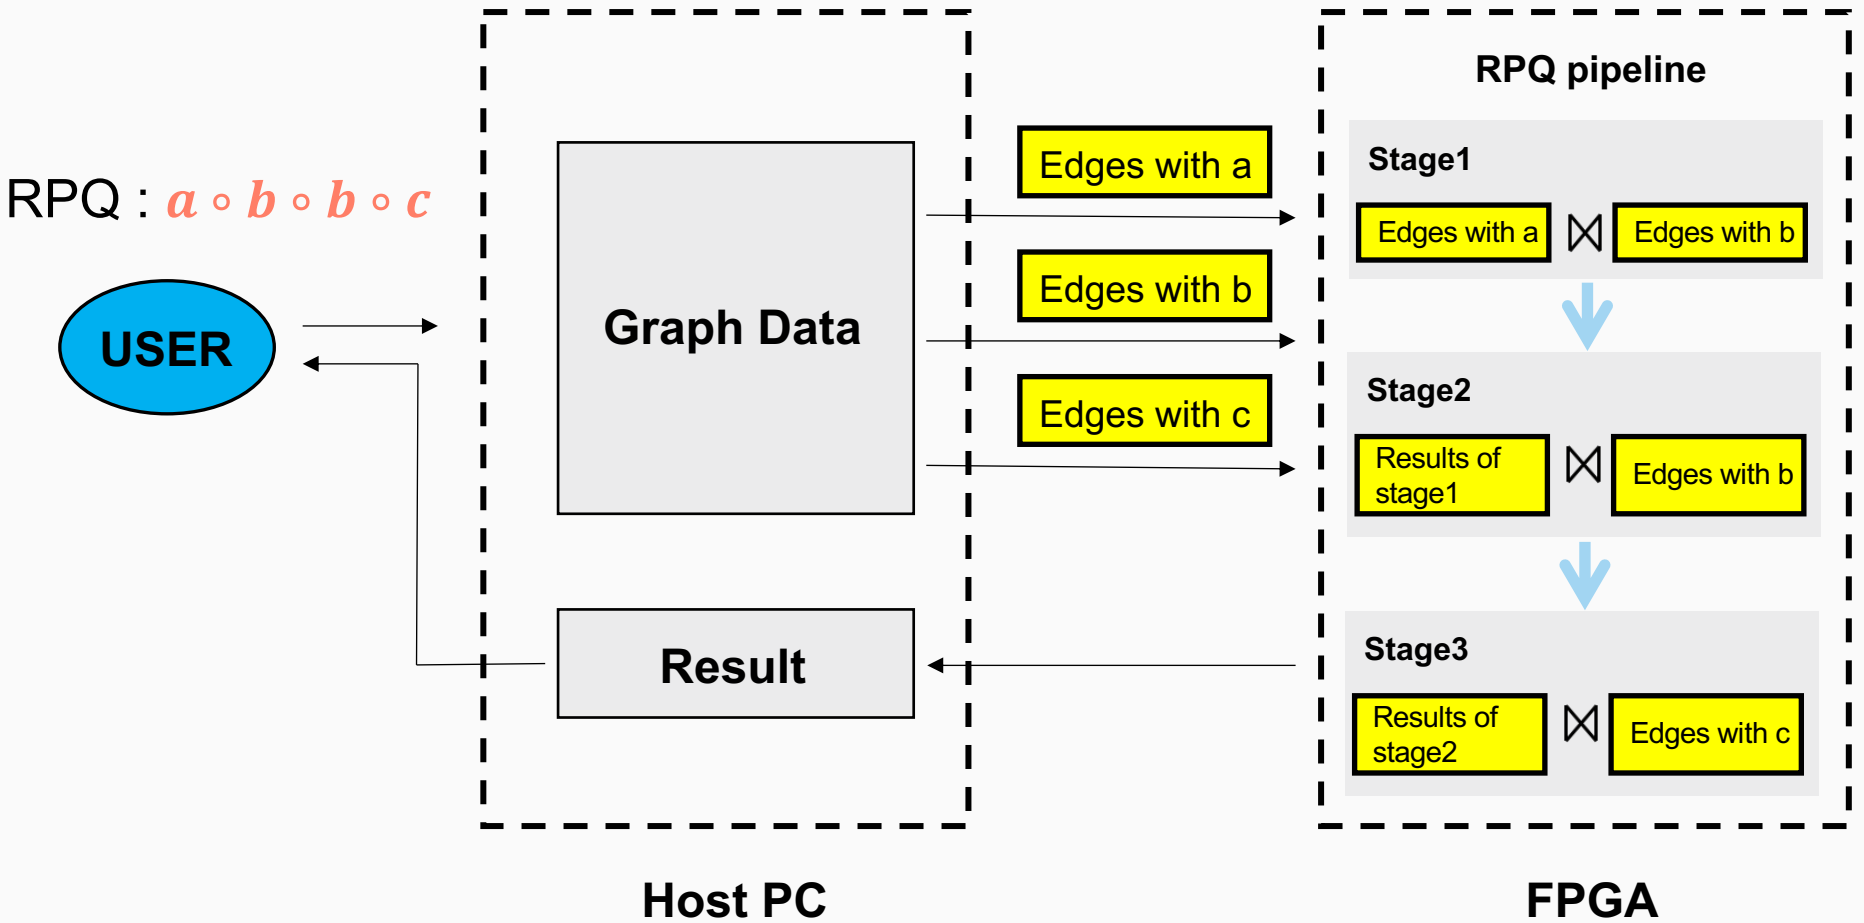 RPQ : a ∘ b ∘ b ∘ c
USER
Graph Data
Result
Host PC
Edges with a
Edges with b
Edges with c
RPQ pipeline
Stage1
Edges with a ⋈ Edges with b
Stage2
Results of
stage1
⋈ Edges with b
Stage3
Results of
stage2
⋈ Edges with c
FPGA